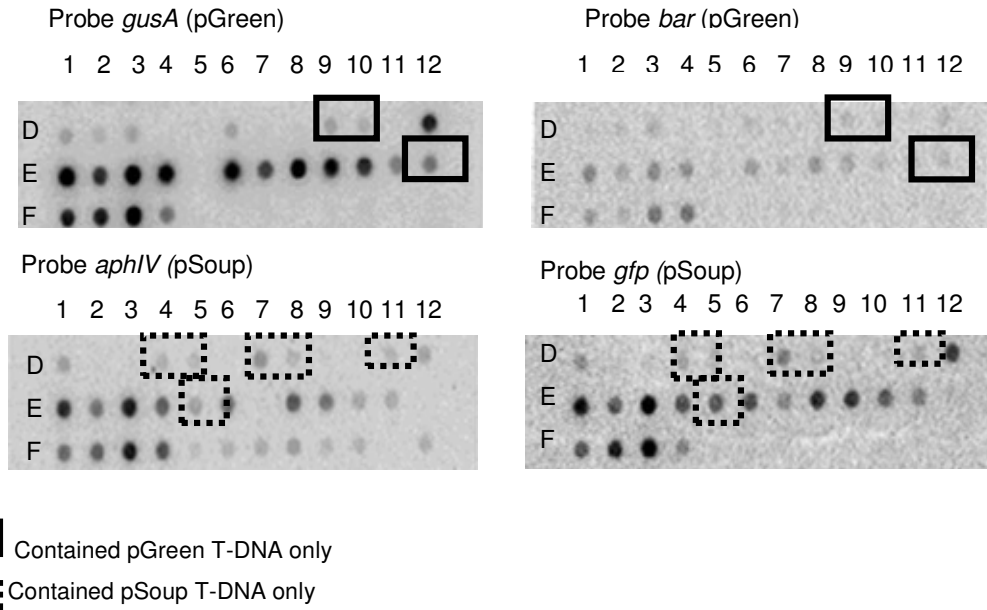 Probe gusA (pGreen)
1 2 3 4 5 6 7 8 9 10 11 12
D
E
F
Probe bar (pGreen)
1 2 3 4 5 6 7 8 9 10 11 12
D
E
F
Probe aphIV (pSoup)
1 2 3 4 5 6 7 8 9 10 11 12
D
E
F
Probe gfp (pSoup)
1 2 3 4 5 6 7 8 9 10 11 12
D
E
F
Contained pGreen T-DNA only
Contained pSoup T-DNA only